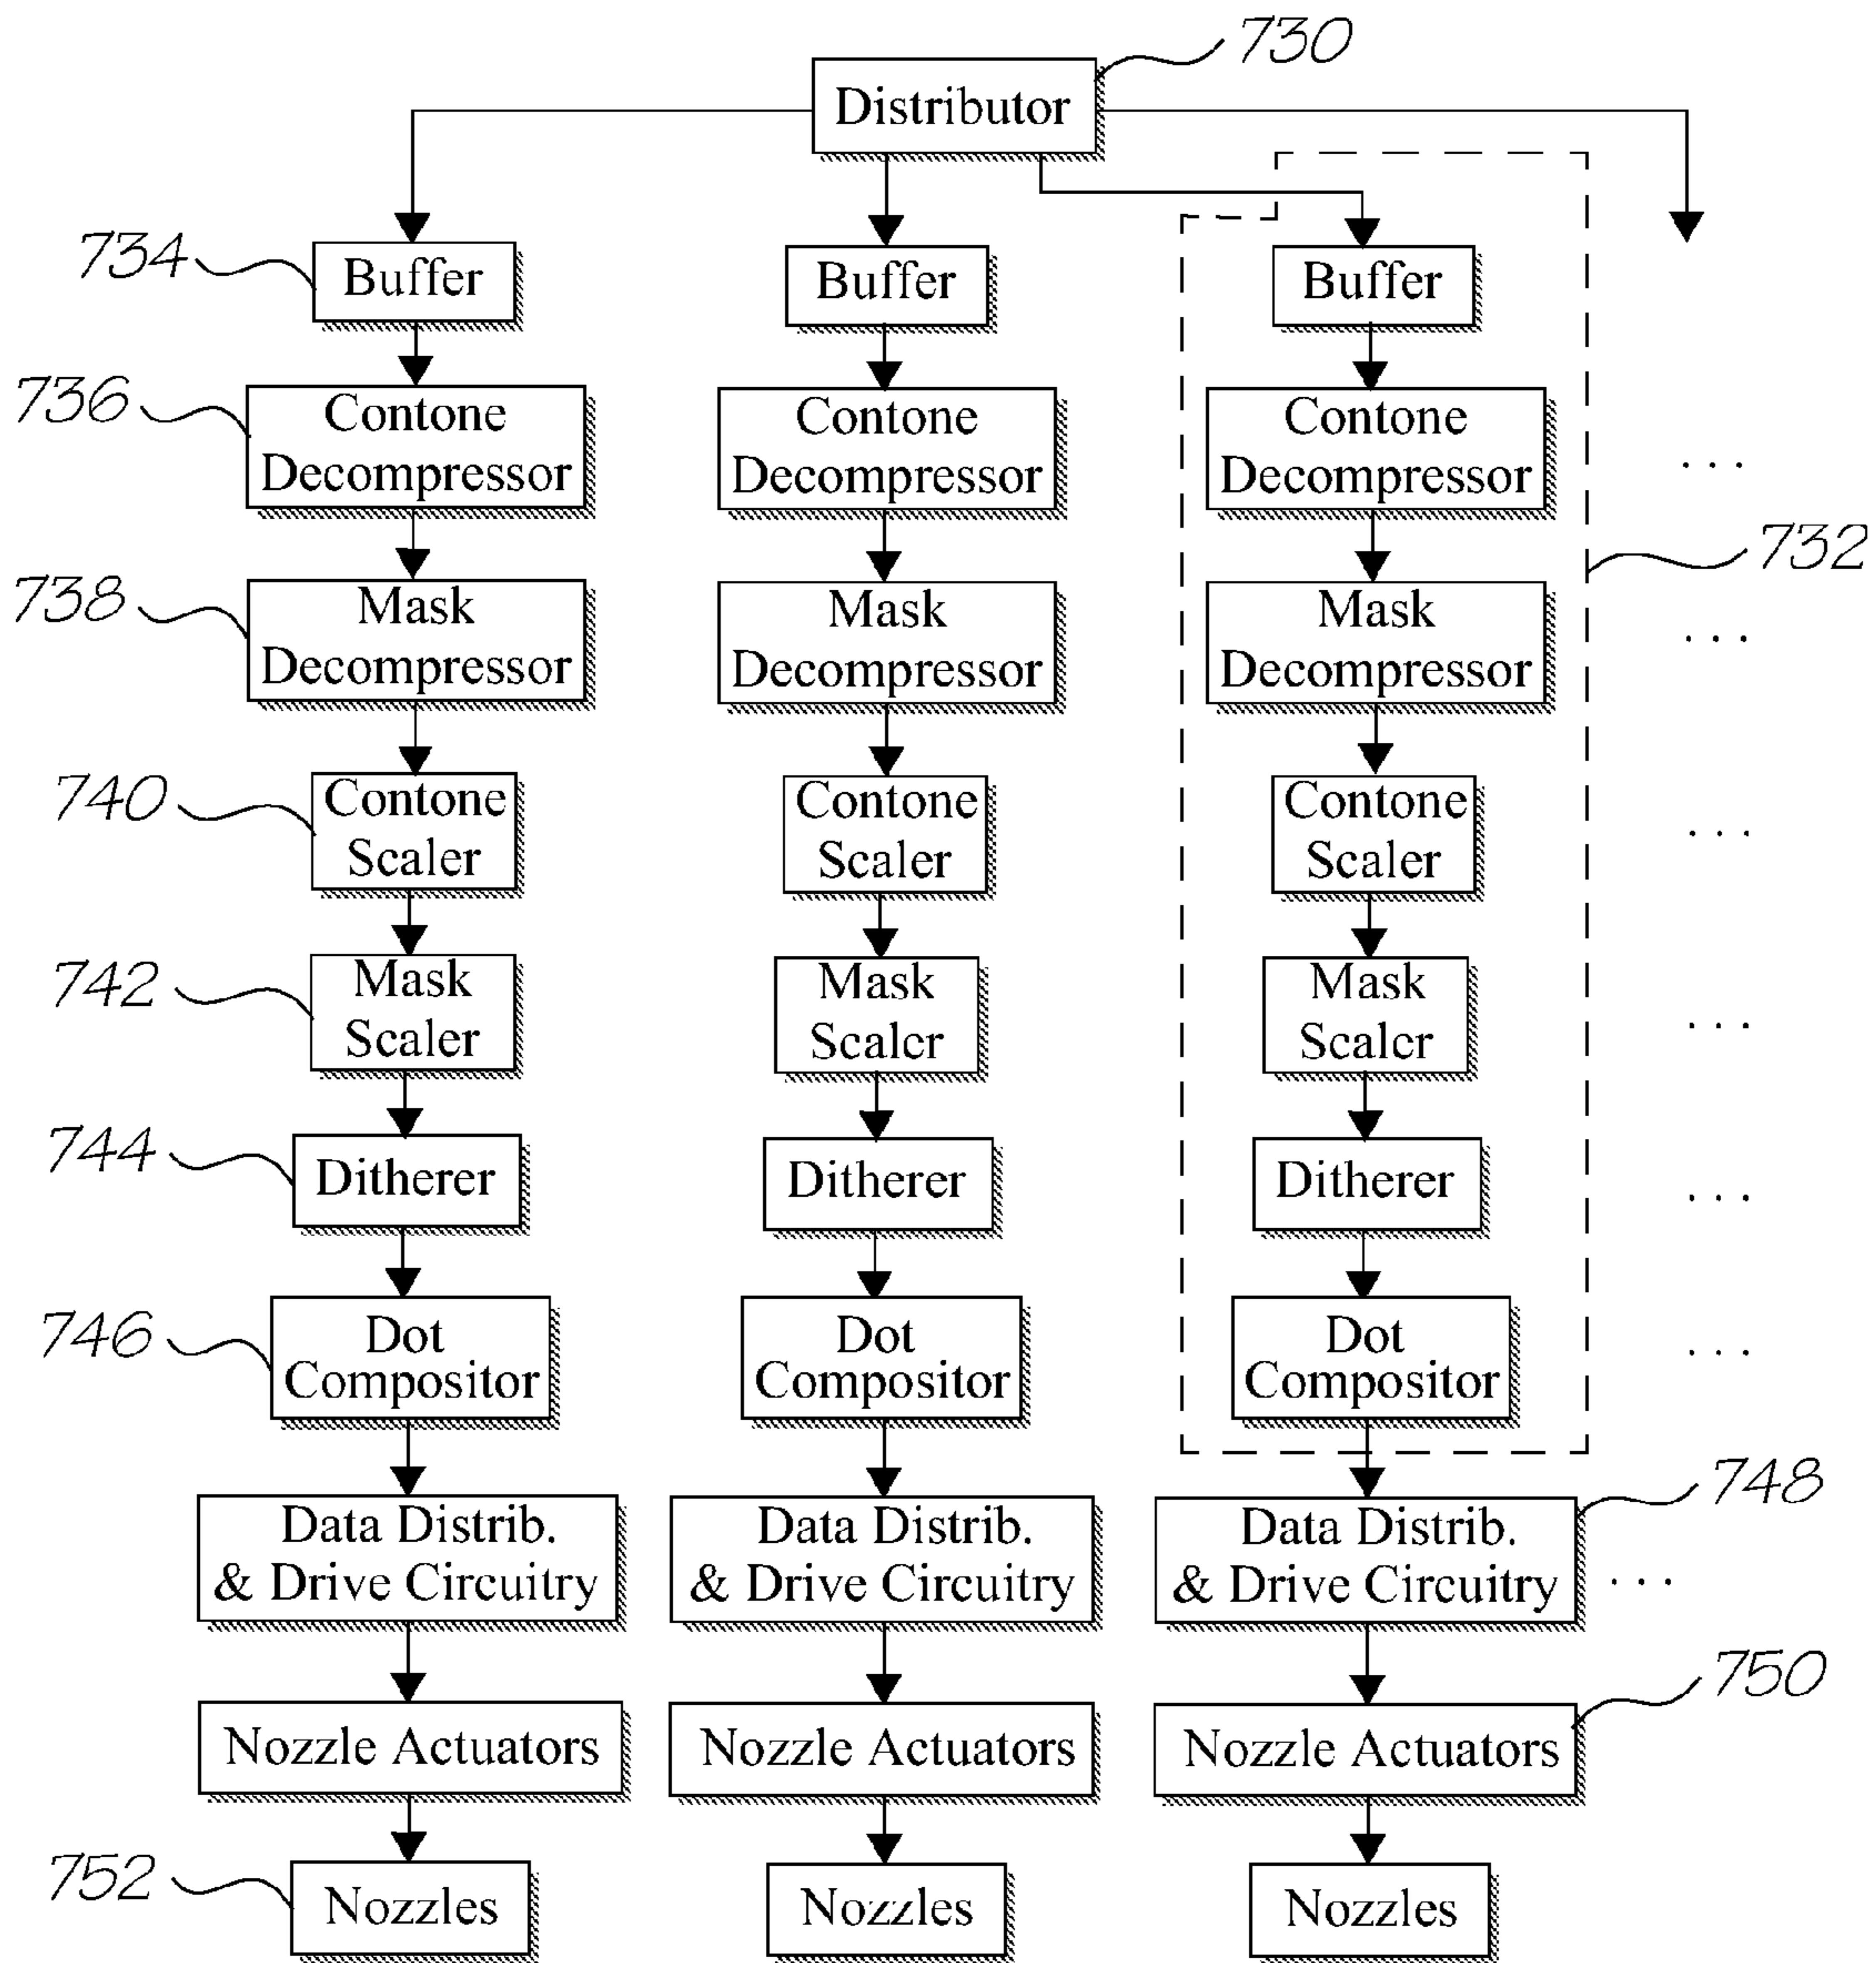 730
Distributor
734
Buffer
Buffer
Buffer
736
Contone
Decompressor
Contone
Decompressor
Contone
Decompressor
. . .
732
738
Mask
Decompressor
Mask
Decompressor
Mask
Decompressor
. . .
740
Contone
Scaler
Contone
Scaler
Contone
Scaler
. . .
742
Mask
Scaler
Mask
Scaler
Mask
Scaler
. . .
744
Ditherer
Ditherer
Ditherer
. . .
746
Dot
Compositor
Dot
Compositor
Dot
Compositor
. . .
748
Data Distrib.
& Drive Circuitry
Data Distrib.
& Drive Circuitry
Data Distrib.
& Drive Circuitry
. . .
750
Nozzle Actuators
Nozzle Actuators
Nozzle Actuators
752
Nozzles
Nozzles
Nozzles